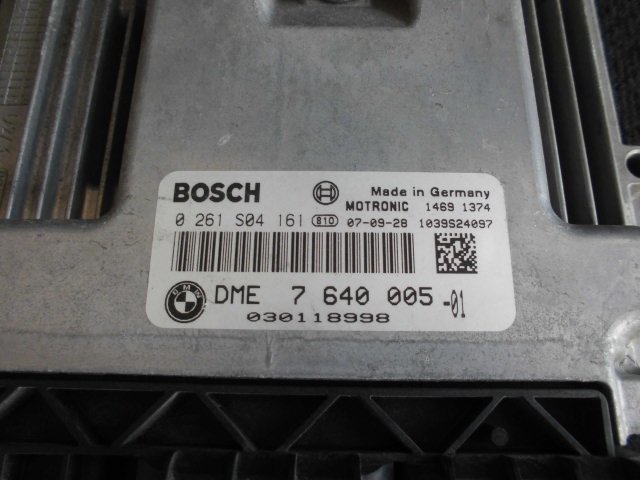 BOSCH Made in Germany
MOTRONIC 1469 1374
0 261 S04 161 810 07-09-28 1039S24097
BMW DME 7 640 005 -01
030118998